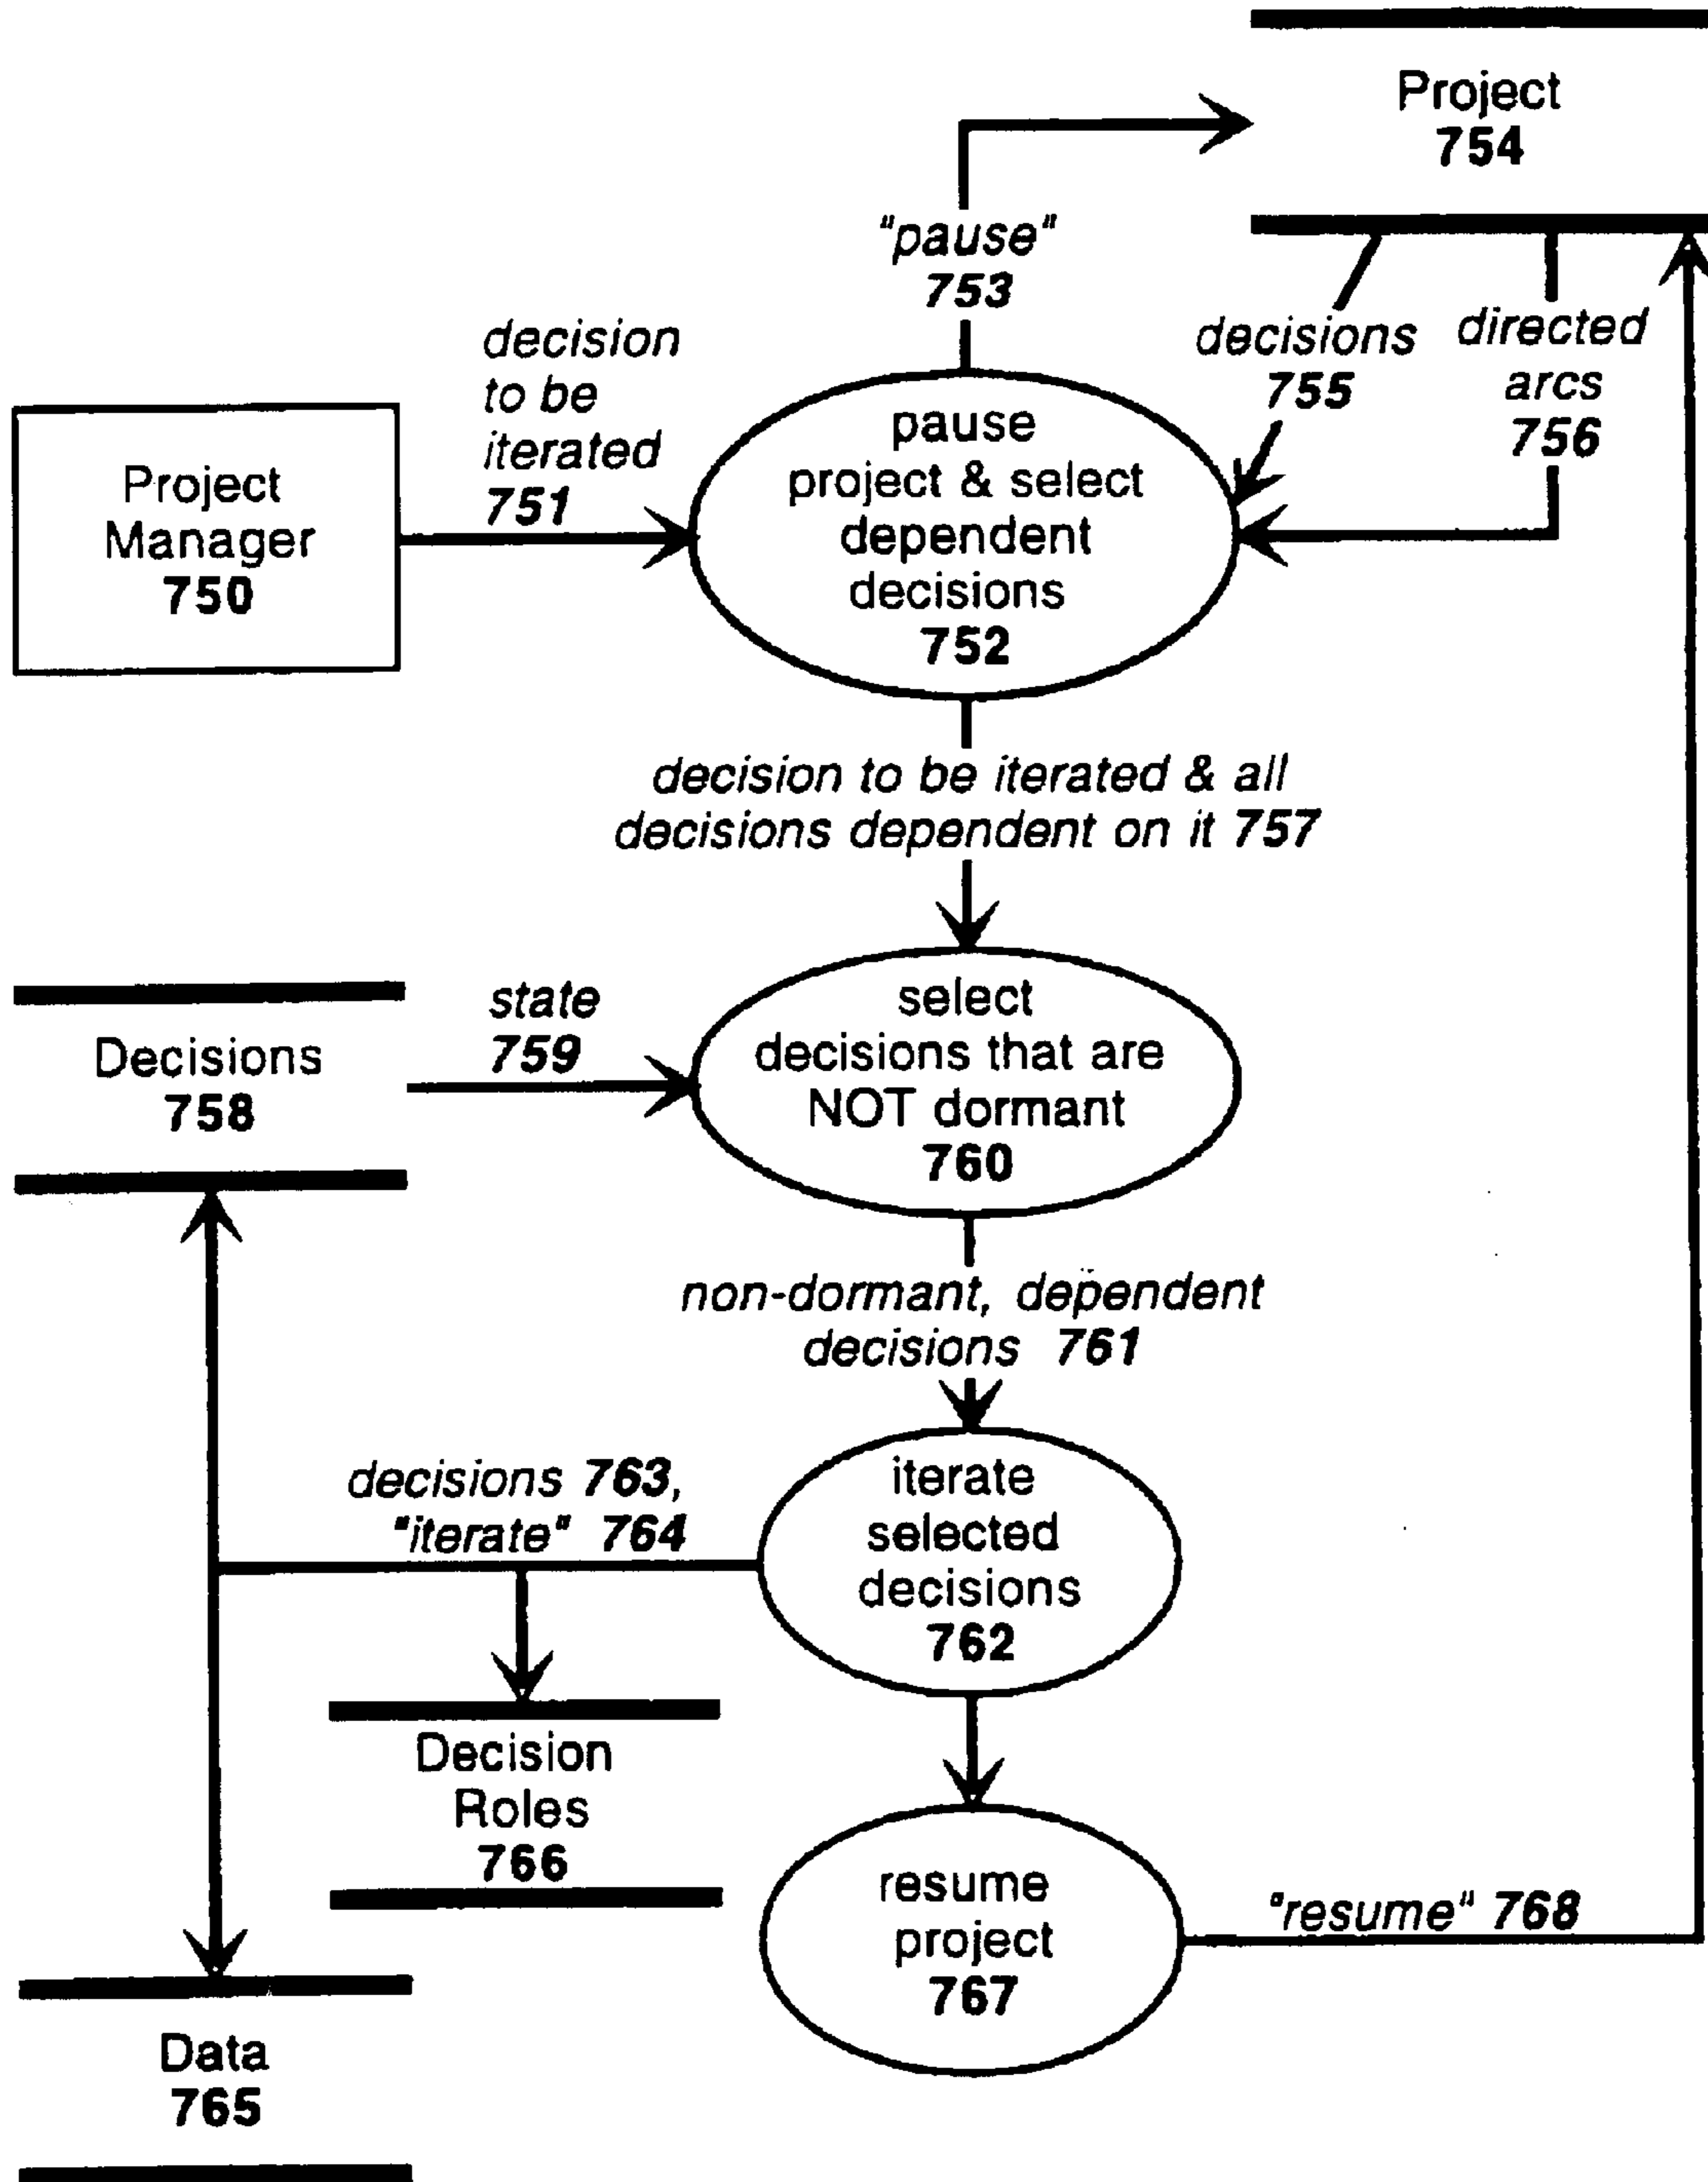 Project
754
"pause"
753
decisions
755
directed
arcs
756
decision
to be
iterated
751
Project
Manager
750
pause
project & select
dependent
decisions
752
decision to be iterated & all
decisions dependent on it 757
Decisions
758
state
759
select
decisions that are
NOT dormant
760
non-dormant, dependent
decisions 761
decisions 763,
"iterate" 764
iterate
selected
decisions
762
Decision
Roles
766
resume
project
767
"resume" 768
Data
765